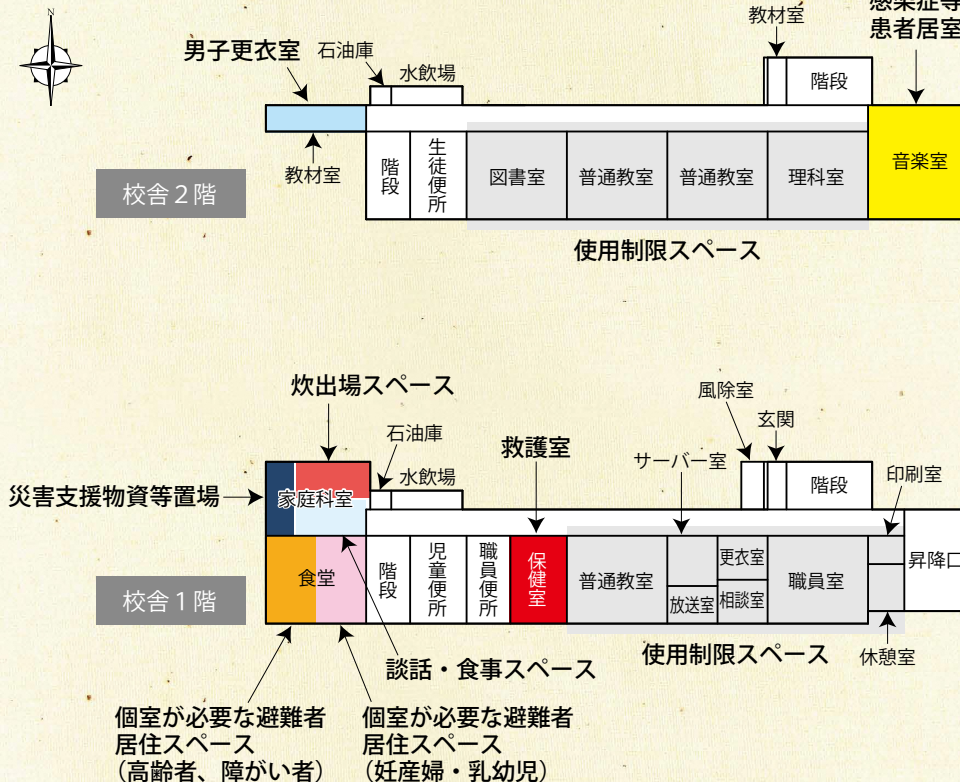 N
教材室
感染症等
患者居室
男子更衣室
石油庫
水飲場
階段
教材室
階段
生徒便所
図書室
普通教室
普通教室
理科室
音楽室
校舎２階
使用制限スペース
炊出場スペース
風除室
玄関
石油庫
救護室
サーバー室
水飲場
階段
印刷室
災害支援物資等置場
家庭科室
食堂
階段
児童便所
職員便所
保健室
普通教室
放送室
更衣室
相談室
職員室
昇降口
校舎１階
談話・食事スペース
使用制限スペース
休憩室
個室が必要な避難者
居住スペース
（高齢者、障がい者）
個室が必要な避難者
居住スペース
（妊産婦・乳幼児）